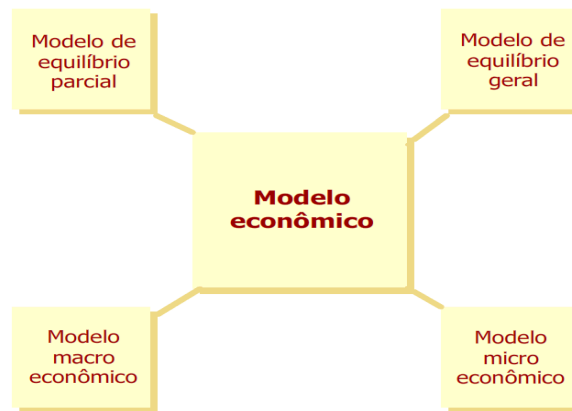 Modelo de
equilíbrio
parcial
Modelo de
equilíbrio
geral
Modelo
econômico
Modelo
macro
econômico
Modelo
micro
econômico